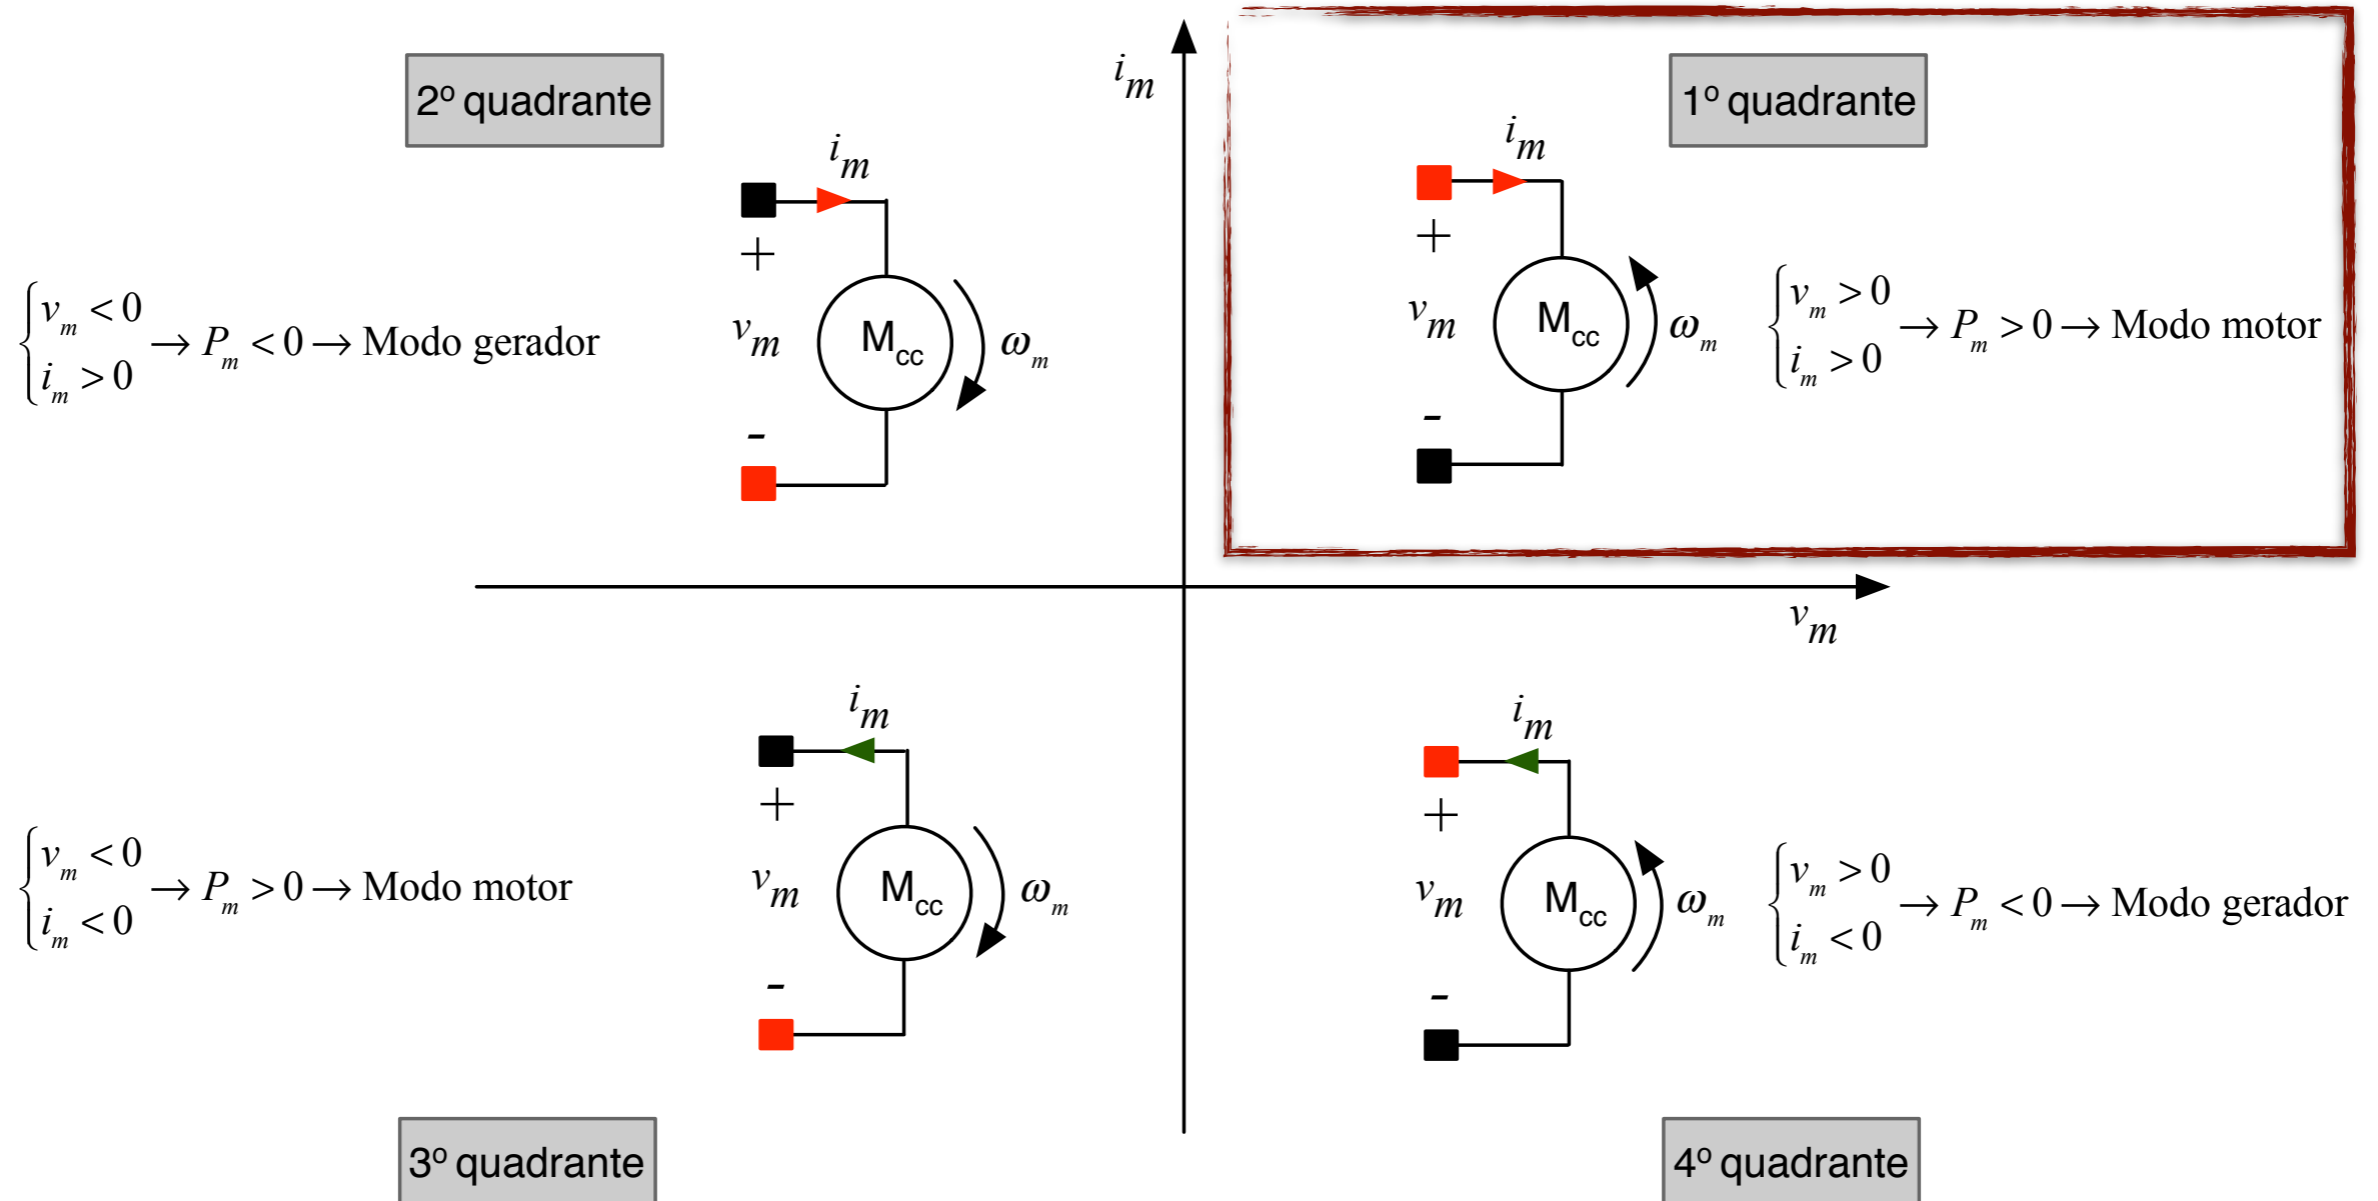 2º quadrante
i_m
v_m < 0
i_m > 0
→ P_m < 0 → Modo gerador
i_m
+
v_m
-
M_cc
ω_m
1º quadrante
i_m
+
v_m
-
M_cc
ω_m
v_m > 0
i_m > 0
→ P_m > 0 → Modo motor
v_m
v_m < 0
i_m < 0
→ P_m > 0 → Modo motor
i_m
+
v_m
-
M_cc
ω_m
3º quadrante
i_m
+
v_m
-
M_cc
ω_m
v_m > 0
i_m < 0
→ P_m < 0 → Modo gerador
4º quadrante